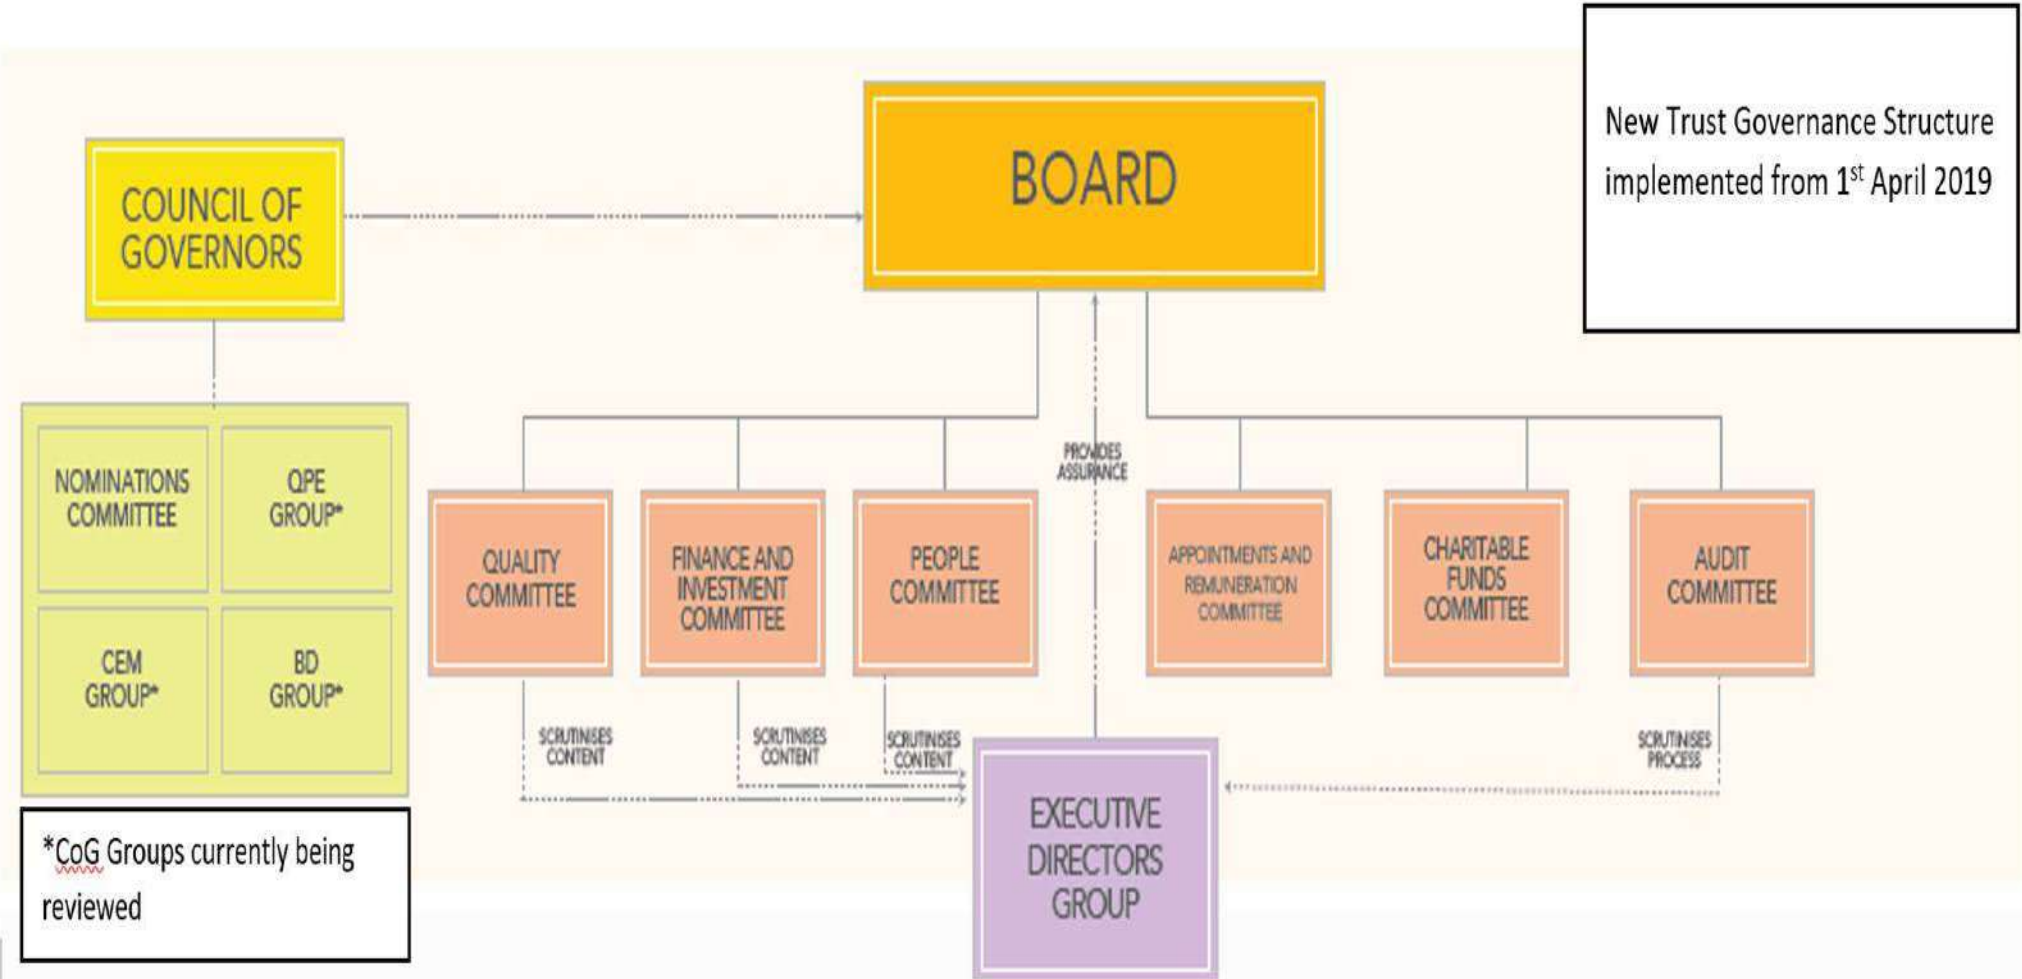 New Trust Governance Structure
implemented from 1st April 2019
BOARD
COUNCIL OF
GOVERNORS
NOMINATIONS
COMMITTEE
QPE
GROUP*
CEM
GROUP*
BD
GROUP*
*CoG Groups currently being
reviewed
PROVIDES
ASSURANCE
QUALITY
COMMITTEE
FINANCE AND
INVESTMENT
COMMITTEE
PEOPLE
COMMITTEE
APPOINTMENTS AND
REMUNERATION
COMMITTEE
CHARITABLE
FUNDS
COMMITTEE
AUDIT
COMMITTEE
SCRUTINISES
CONTENT
SCRUTINISES
CONTENT
SCRUTINISES
CONTENT
SCRUTINISES
PROCESS
EXECUTIVE
DIRECTORS
GROUP